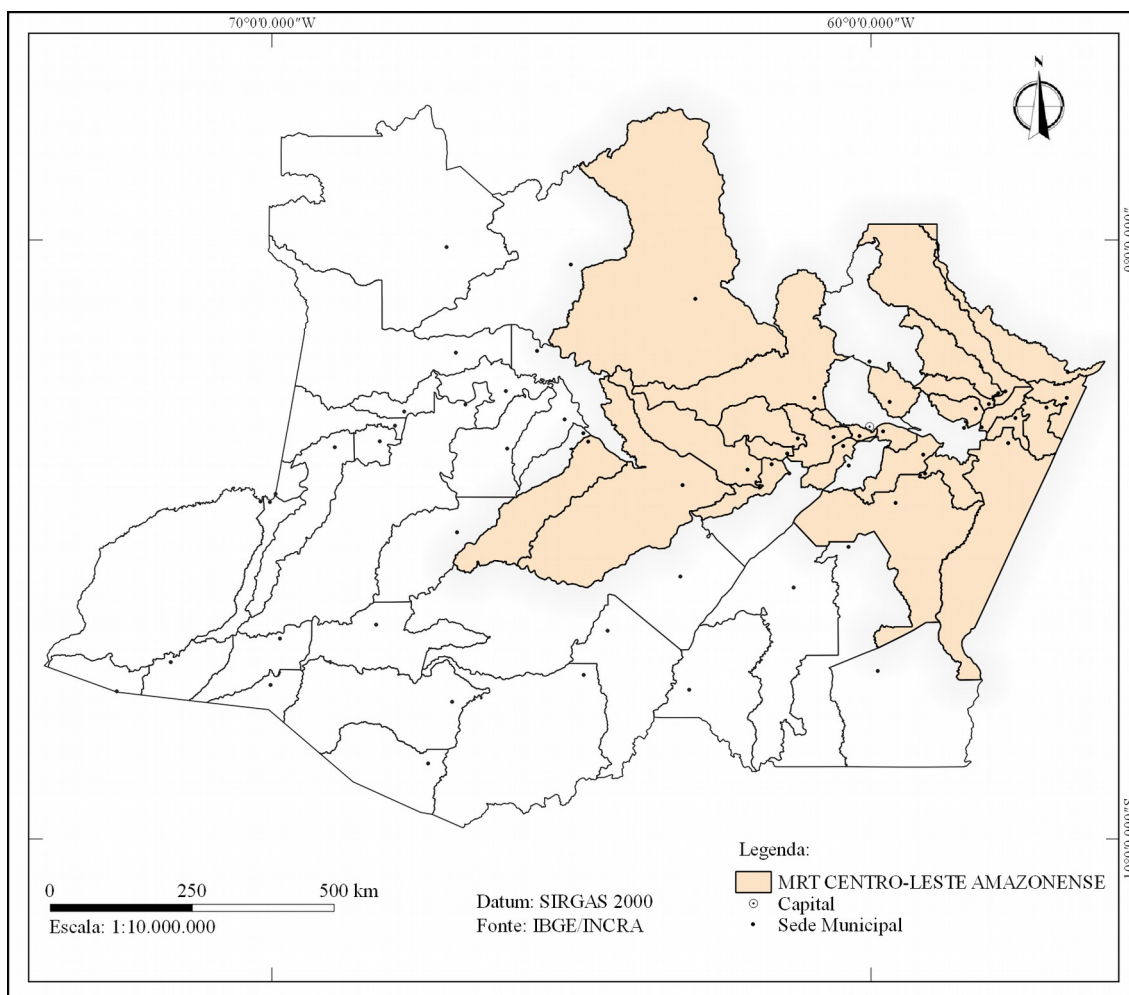 70°0'0.000"W
60°0'0.000"W
N
0°0'0.000"
10°0'0.000"S
Legenda:
MRT CENTRO-LESTE AMAZONENSE
Capital
Sede Municipal
0 250 500 km
Escala: 1:10.000.000
Datum: SIRGAS 2000
Fonte: IBGE/INCRA